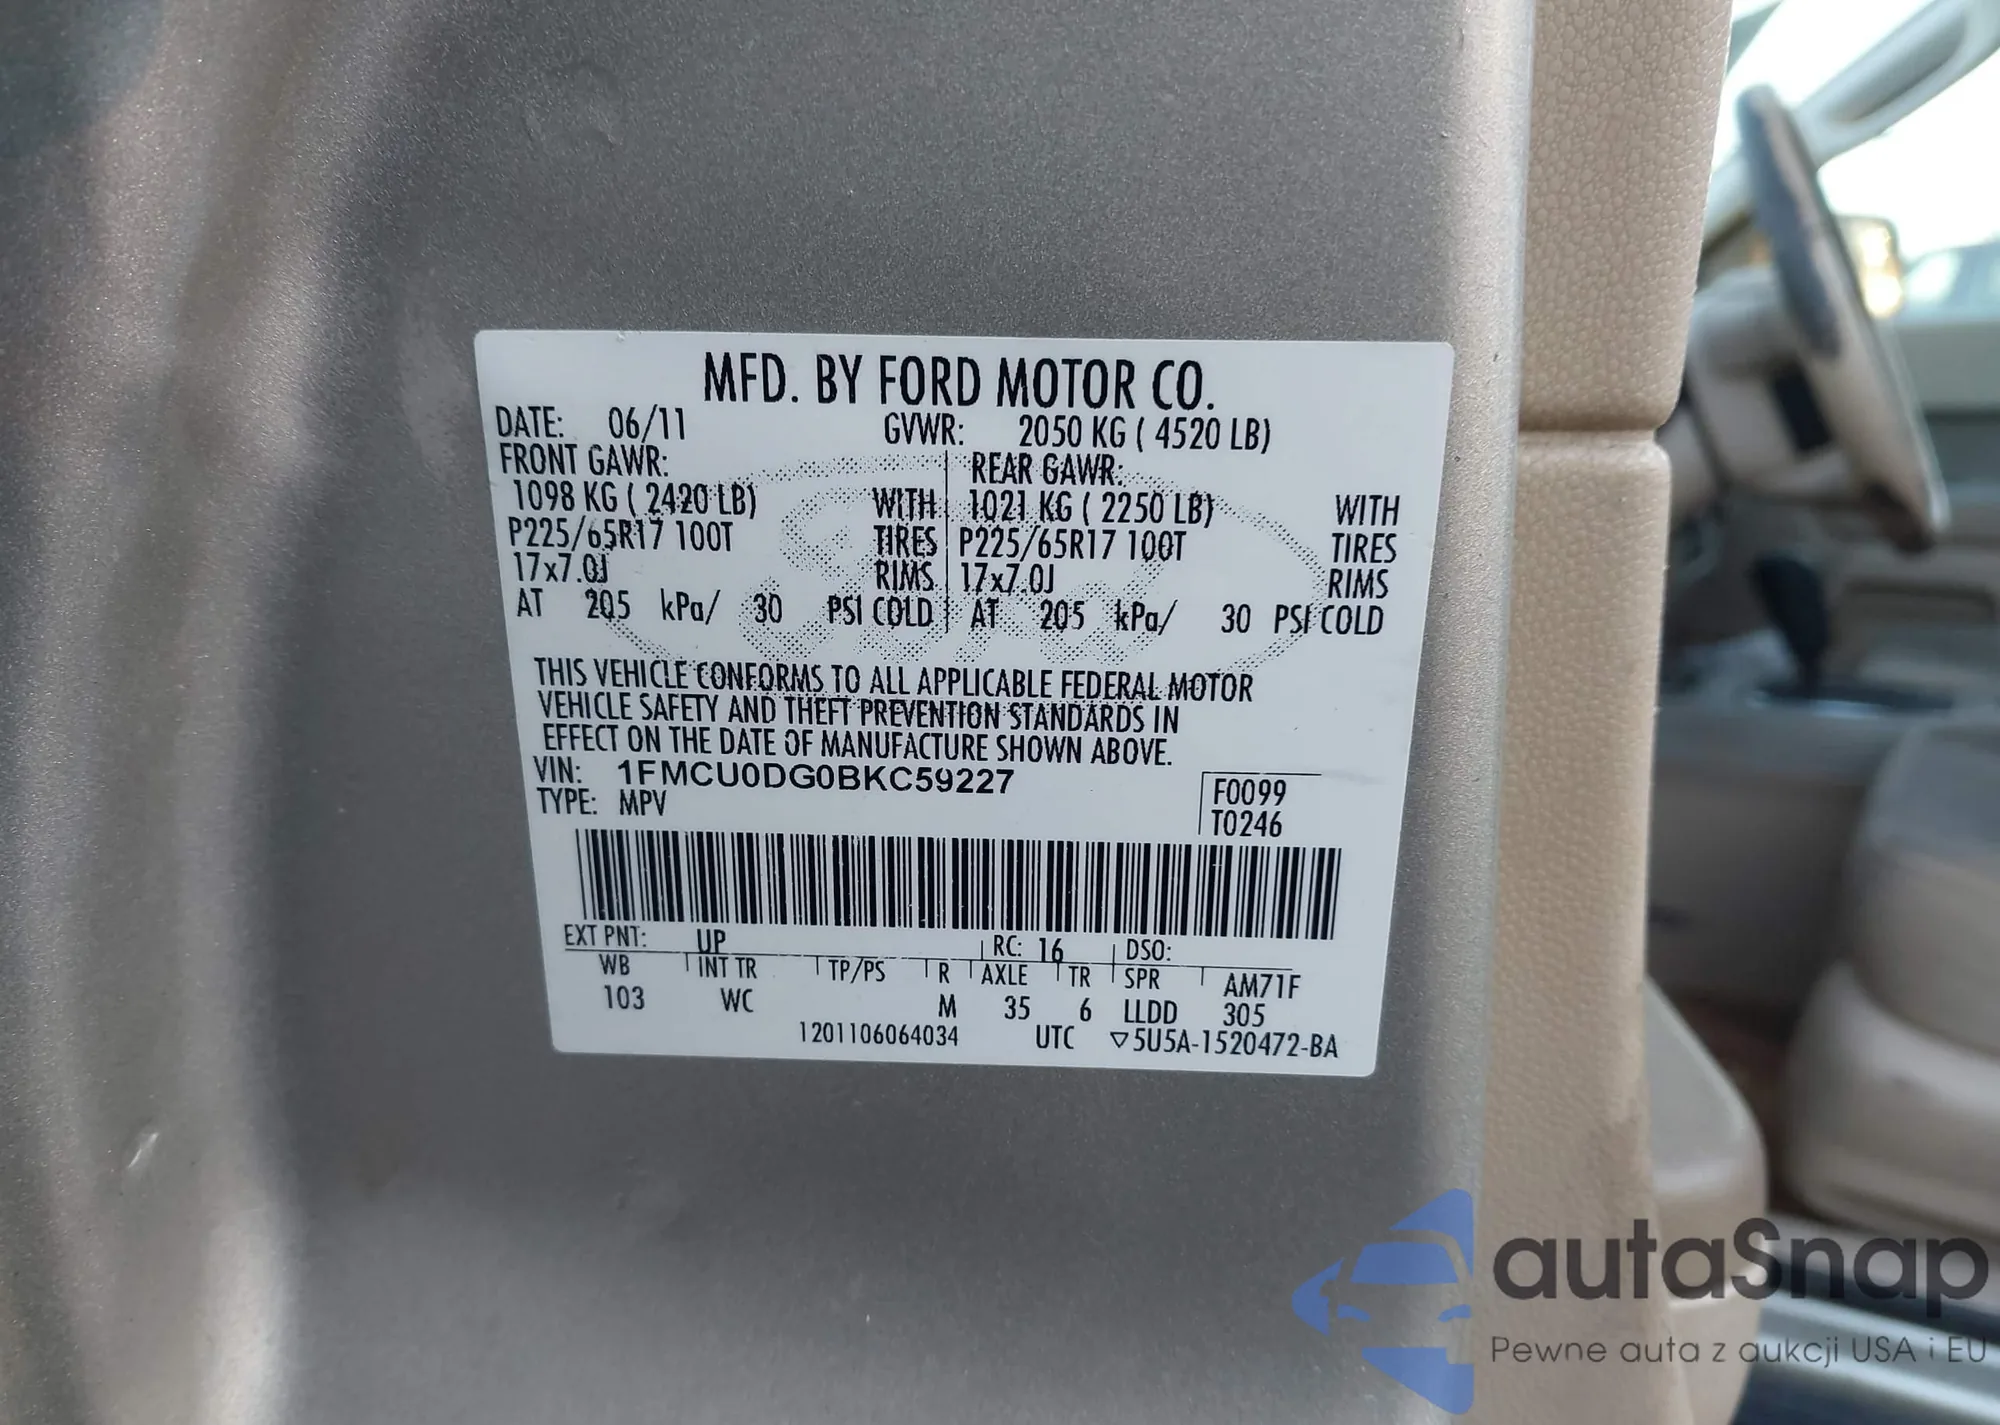 MFD. BY FORD MOTOR CO.
DATE: 06/11 GVWR: 2050 KG ( 4520 LB)
FRONT GAWR: REAR GAWR:
1098 KG ( 2420 LB) WITH 1021 KG ( 2250 LB) WITH
P225/65R17 100T TIRES P225/65R17 100T TIRES
17x7.0J RIMS 17x7.0J RIMS
AT 205 kPa/ 30 PSI COLD AT 205 kPa/ 30 PSI COLD
THIS VEHICLE CONFORMS TO ALL APPLICABLE FEDERAL MOTOR
VEHICLE SAFETY AND THEFT PREVENTION STANDARDS IN
EFFECT ON THE DATE OF MANUFACTURE SHOWN ABOVE.
VIN: 1FMCU0DG0BKC59227
TYPE: MPV
F0099
T0246
EXT PNT: UP RC: 16 DSO:
WB INT TR TP/PS R AXLE TR SPR AM71F
103 WC M 35 6 LLDD 305
1201106064034 UTC ▽5U5A-1520472-BA
autaSnap
Pewne auta z aukcji USA i EU